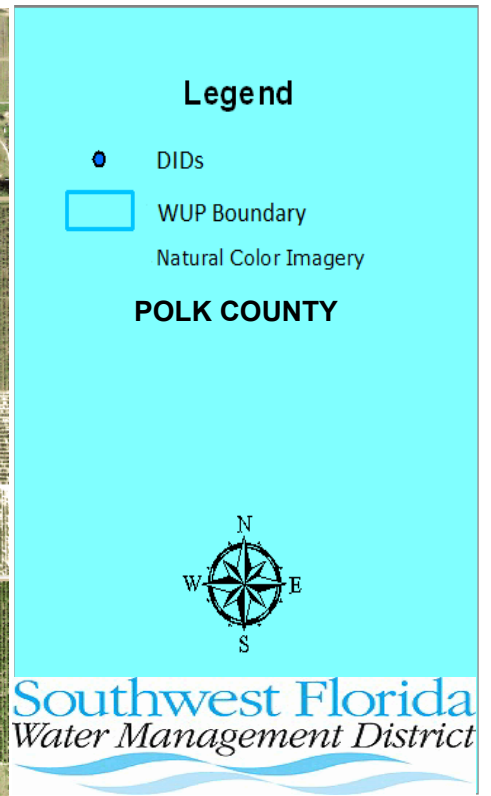 Legend
DIDs
WUP Boundary
Natural Color Imagery
POLK COUNTY
N
W E
S
Southwest Florida
Water Management District